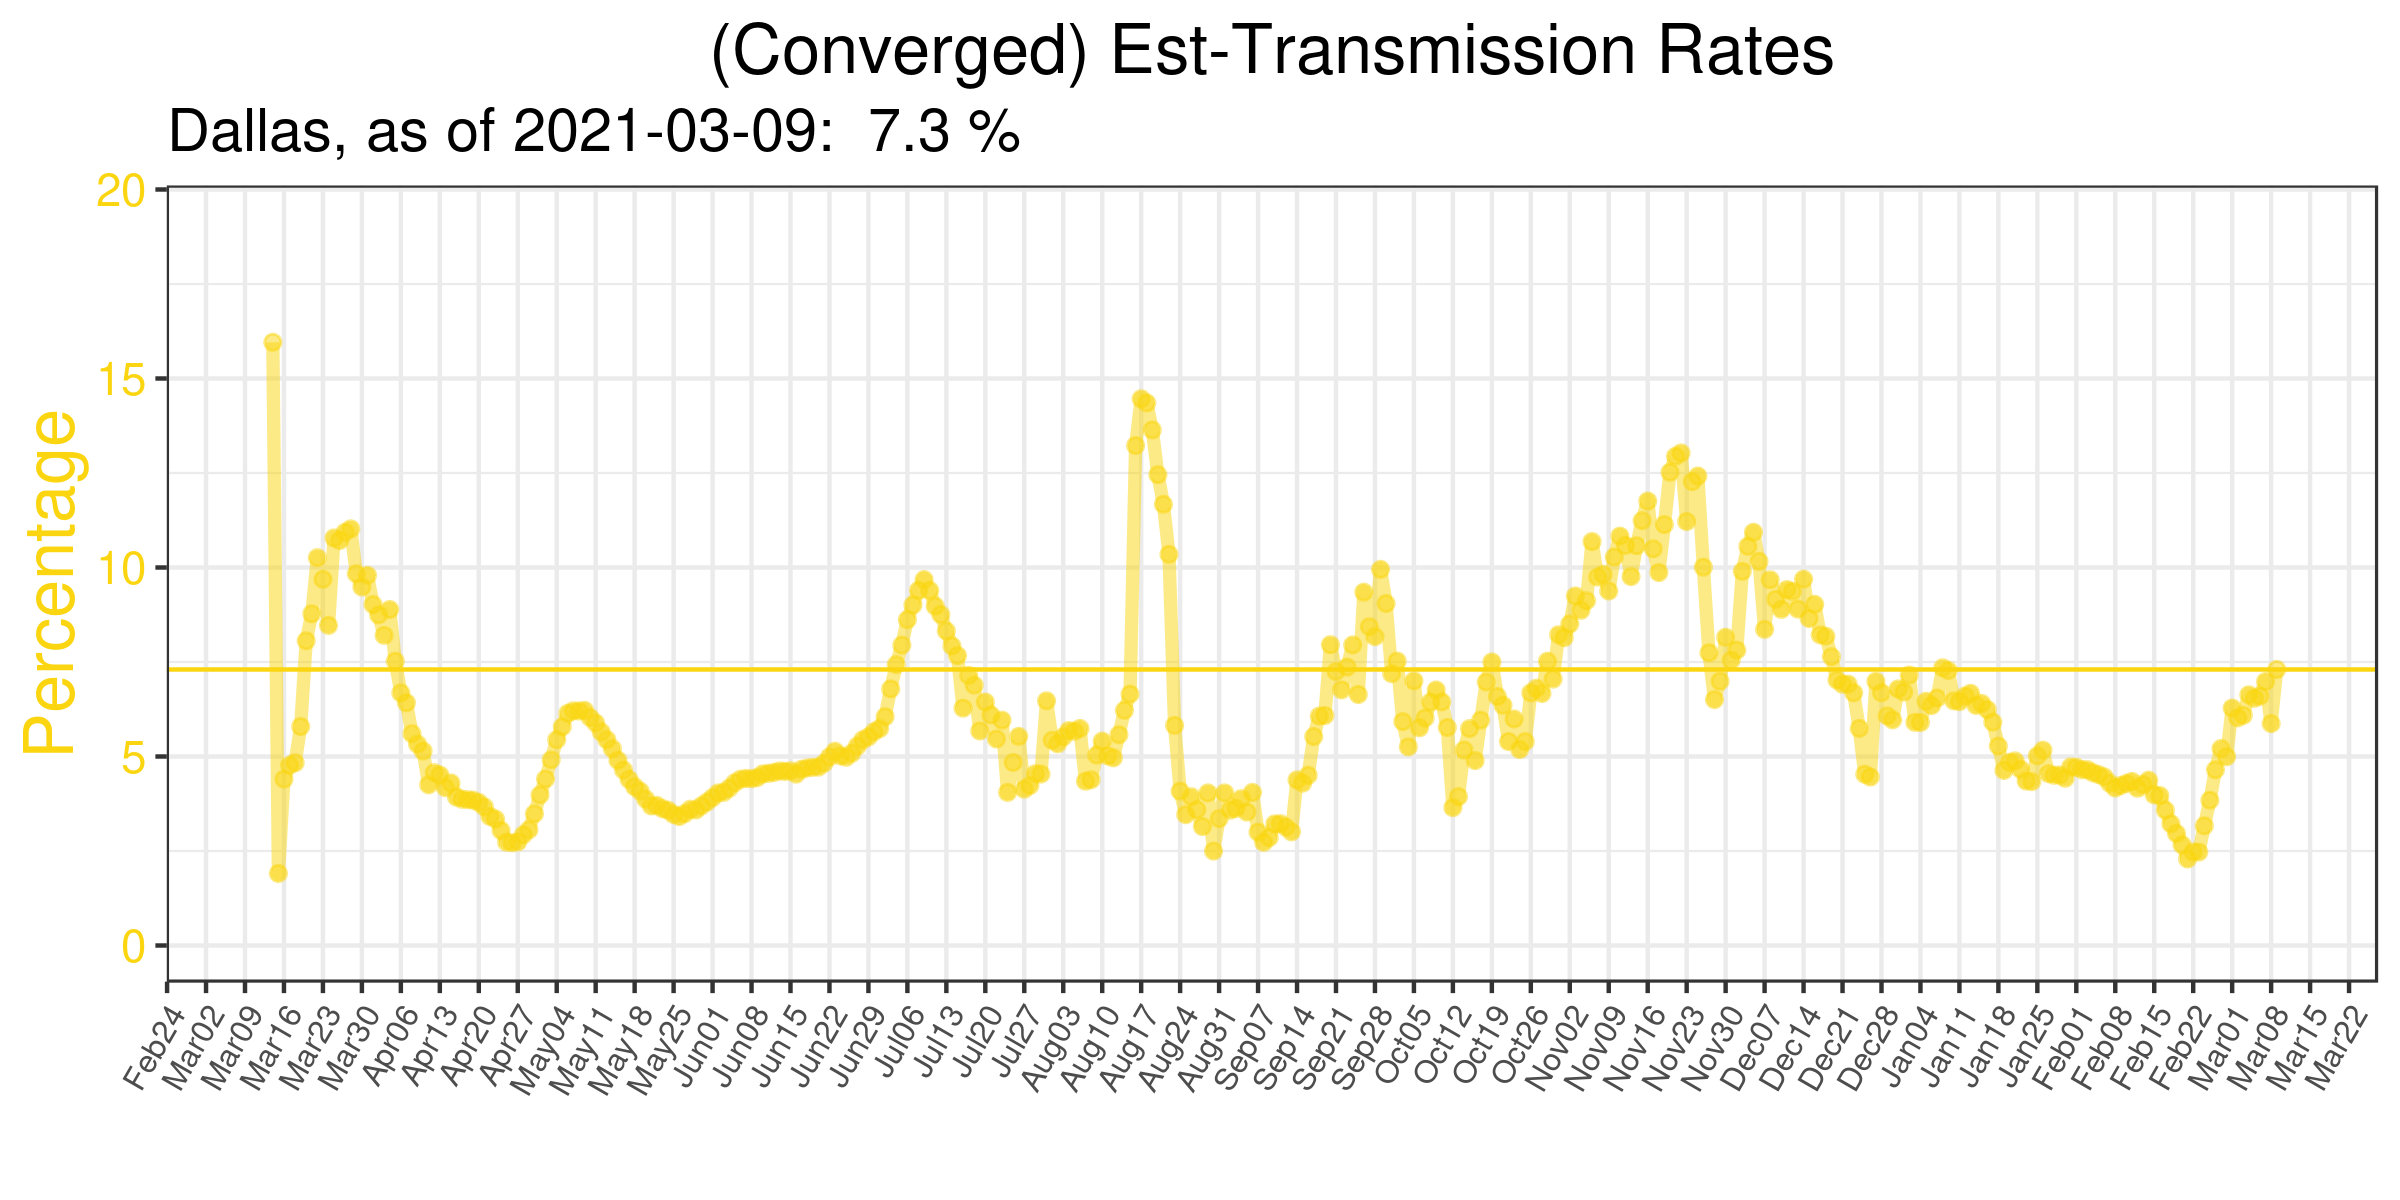 (Converged) Est-Transmission Rates
Dallas, as of 2021-03-09:  7.3 %
Percentage
20
15
10
5
0
Feb24
Mar02
Mar09
Mar16
Mar23
Mar30
Apr06
Apr13
Apr20
Apr27
May04
May11
May18
May25
Jun01
Jun08
Jun15
Jun22
Jun29
Jul06
Jul13
Jul20
Jul27
Aug03
Aug10
Aug17
Aug24
Aug31
Sep07
Sep14
Sep21
Sep28
Oct05
Oct12
Oct19
Oct26
Nov02
Nov09
Nov16
Nov23
Nov30
Dec07
Dec14
Dec21
Dec28
Jan04
Jan11
Jan18
Jan25
Feb01
Feb08
Feb15
Feb22
Mar01
Mar08
Mar15
Mar22